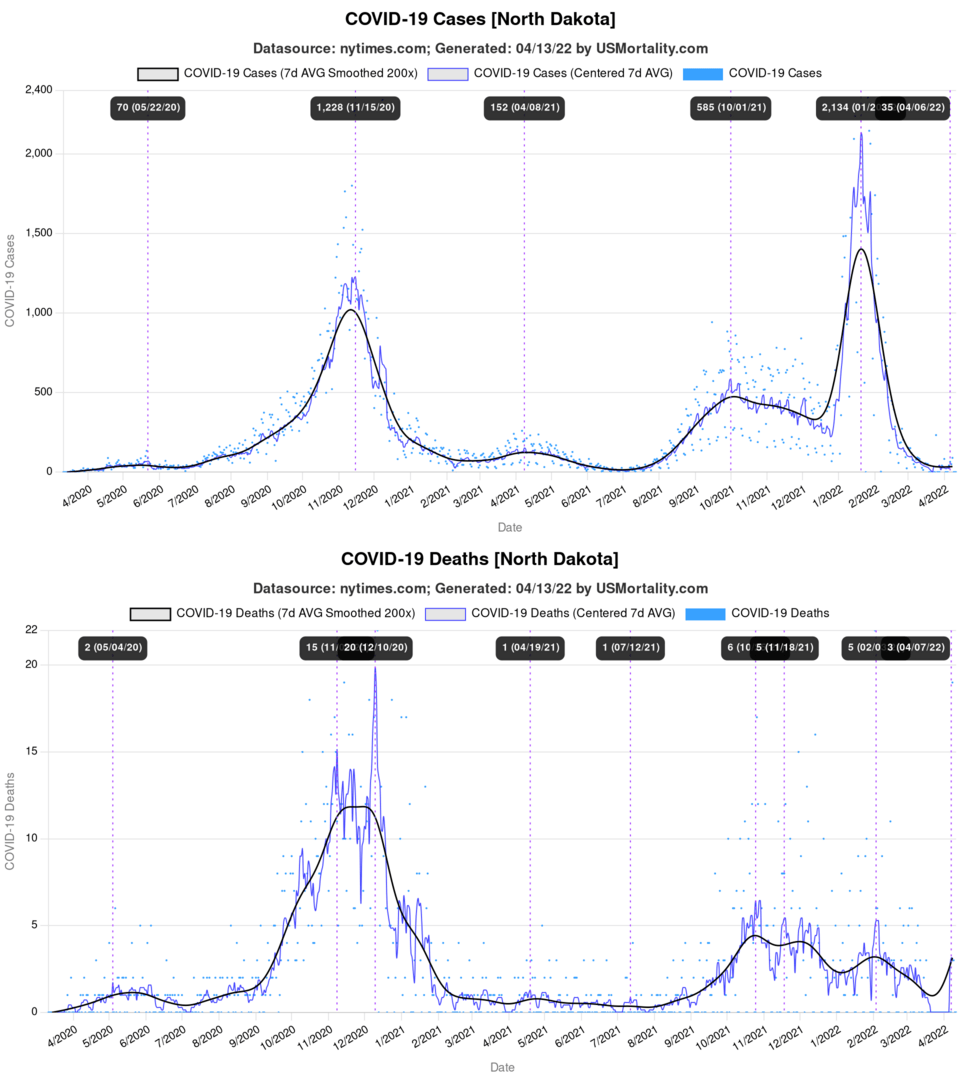 COVID-19 Cases [North Dakota]
Datasource: nytimes.com; Generated: 04/13/22 by USMortality.com
COVID-19 Cases (7d AVG Smoothed 200x) COVID-19 Cases (Centered 7d AVG) COVID-19 Cases
2,400
70 (05/22/20) 1,228 (11/15/20) 152 (04/08/21) 585 (10/01/21) 2,134 (01/2 35 (04/06/22)
2,000
1,500
COVID-19 Cases
1,000
500
0
4/2020 5/2020 6/2020 7/2020 8/2020 9/2020 10/2020 11/2020 12/2020 1/2021 2/2021 3/2021 4/2021 5/2021 6/2021 7/2021 8/2021 9/2021 10/2021 11/2021 12/2021 1/2022 2/2022 3/2022 4/2022
Date
COVID-19 Deaths [North Dakota]
Datasource: nytimes.com; Generated: 04/13/22 by USMortality.com
COVID-19 Deaths (7d AVG Smoothed 200x) COVID-19 Deaths (Centered 7d AVG) COVID-19 Deaths
22
2 (05/04/20) 15 (11/ 20 (12/10/20) 1 (04/19/21) 1 (07/12/21) 6 (10 5 (11/18/21) 5 (02/0 3 (04/07/22)
20
15
COVID-19 Deaths
10
5
0
4/2020 5/2020 6/2020 7/2020 8/2020 9/2020 10/2020 11/2020 12/2020 1/2021 2/2021 3/2021 4/2021 5/2021 6/2021 7/2021 8/2021 9/2021 10/2021 11/2021 12/2021 1/2022 2/2022 3/2022 4/2022
Date